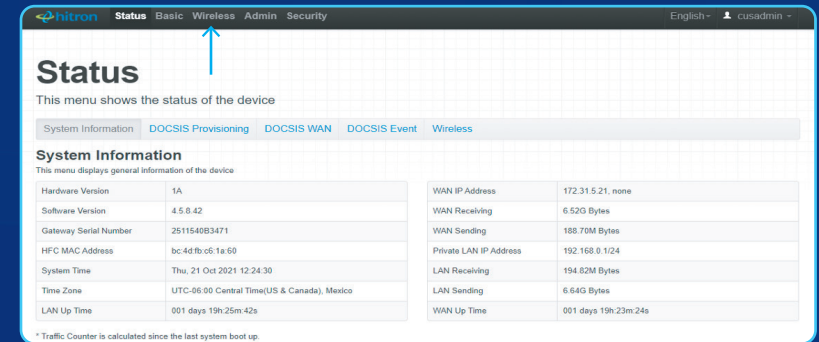 hitron Status Basic Wireless Admin Security English cusadmin
Status
This menu shows the status of the device
System Information DOCSIS Provisioning DOCSIS WAN DOCSIS Event Wireless
System Information
This menu displays general information of the device
Hardware Version 1A
Software Version 4.5.8.42
Gateway Serial Number 2511540B3471
HFC MAC Address bc:4d:fb:c6:1a:60
System Time Thu, 21 Oct 2021 12:24:30
Time Zone UTC-06:00 Central Time(US & Canada), Mexico
LAN Up Time 001 days 19h:25m:42s
WAN IP Address 172.31.5.21, none
WAN Receiving 6.52G Bytes
WAN Sending 188.70M Bytes
Private LAN IP Address 192.168.0.1/24
LAN Receiving 194.82M Bytes
LAN Sending 6.64G Bytes
WAN Up Time 001 days 19h:23m:24s
* Traffic Counter is calculated since the last system boot up.